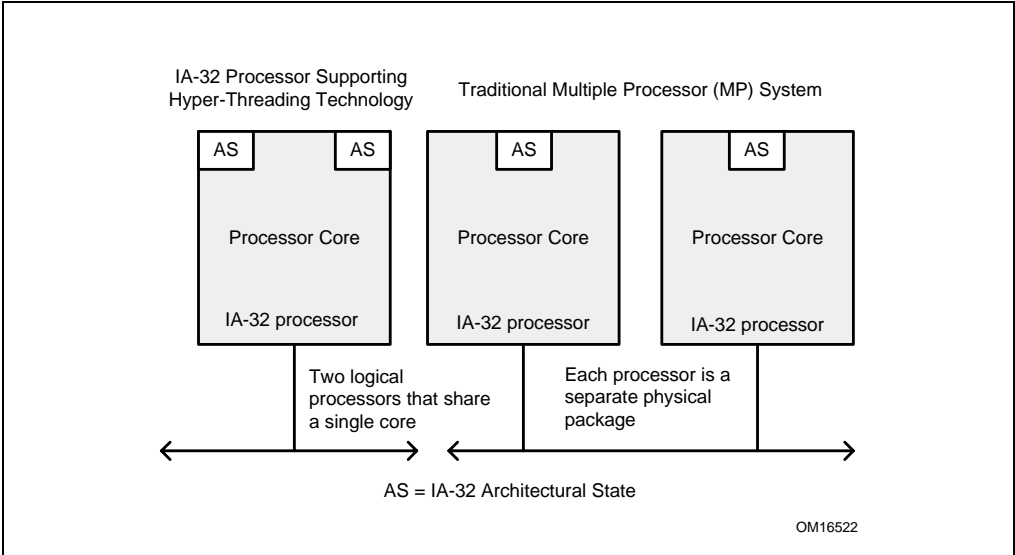 IA-32 Processor Supporting
Hyper-Threading Technology
Traditional Multiple Processor (MP) System
AS
AS
AS
AS
Processor Core
Processor Core
Processor Core
IA-32 processor
IA-32 processor
IA-32 processor
Two logical
processors that share
a single core
Each processor is a
separate physical
package
AS = IA-32 Architectural State
OM16522